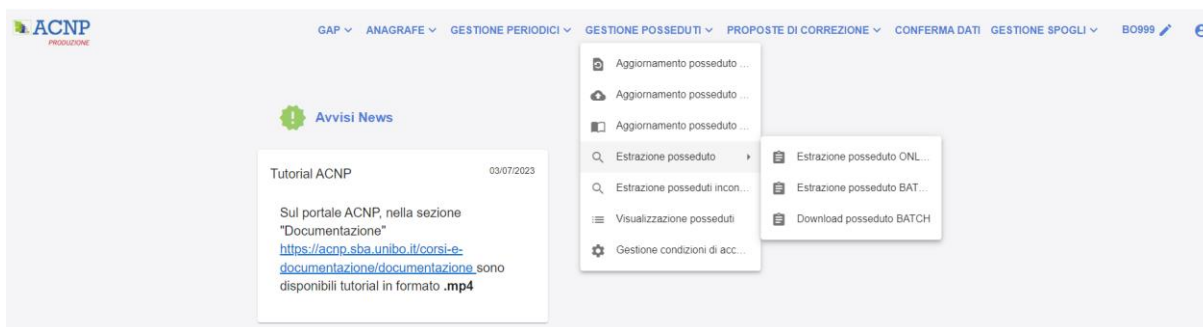 ACNP
PRODUZIONE
GAP ANAGRAFE GESTIONE PERIODICI GESTIONE POSSEDUTI PROPOSTE DI CORREZIONE CONFERMA DATI GESTIONE SPOGLI BO999
Avvisi News
Tutorial ACNP 03/07/2023
Sul portale ACNP, nella sezione
"Documentazione"
https://acnp.sba.unibo.it/corsi-e-
documentazione/documentazione sono
disponibili tutorial in formato .mp4
Aggiornamento posseduto ...
Aggiornamento posseduto ...
Aggiornamento posseduto ...
Estrazione posseduto
Estrazione posseduti incon...
Visualizzazione posseduti
Gestione condizioni di acc...
Estrazione posseduto ONL...
Estrazione posseduto BAT...
Download posseduto BATCH